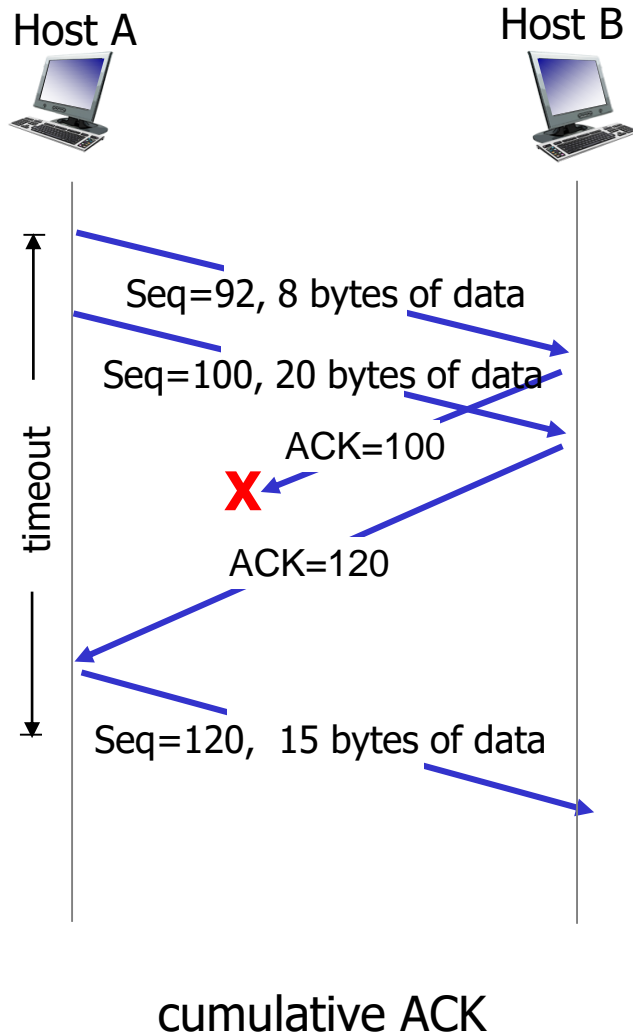 Host A
Host B
Seq=92, 8 bytes of data
Seq=100, 20 bytes of data
ACK=100
X
timeout
ACK=120
Seq=120, 15 bytes of data
cumulative ACK